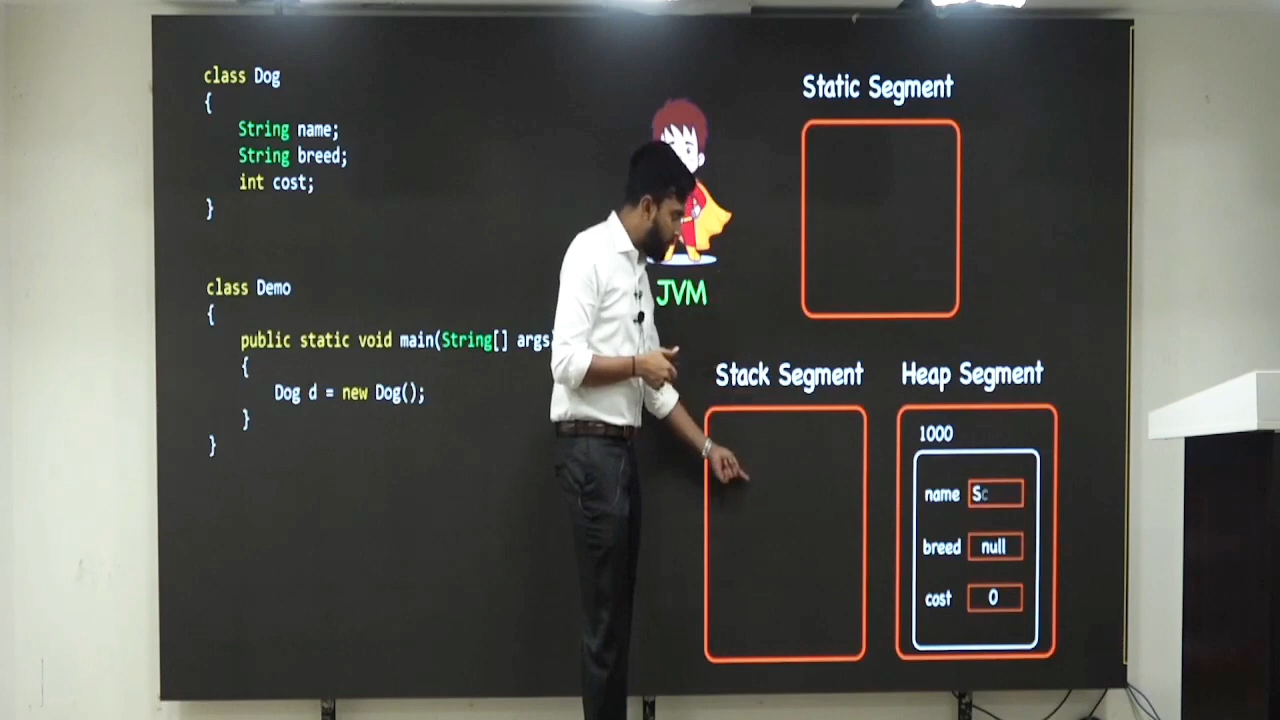 class Dog
{
String name;
String breed;
int cost;
}
class Demo
{
public static void main(String[] args
{
Dog d = new Dog();
}
}
JVM
Static Segment
Stack Segment
Heap Segment
1000
name Sc
breed null
cost 0